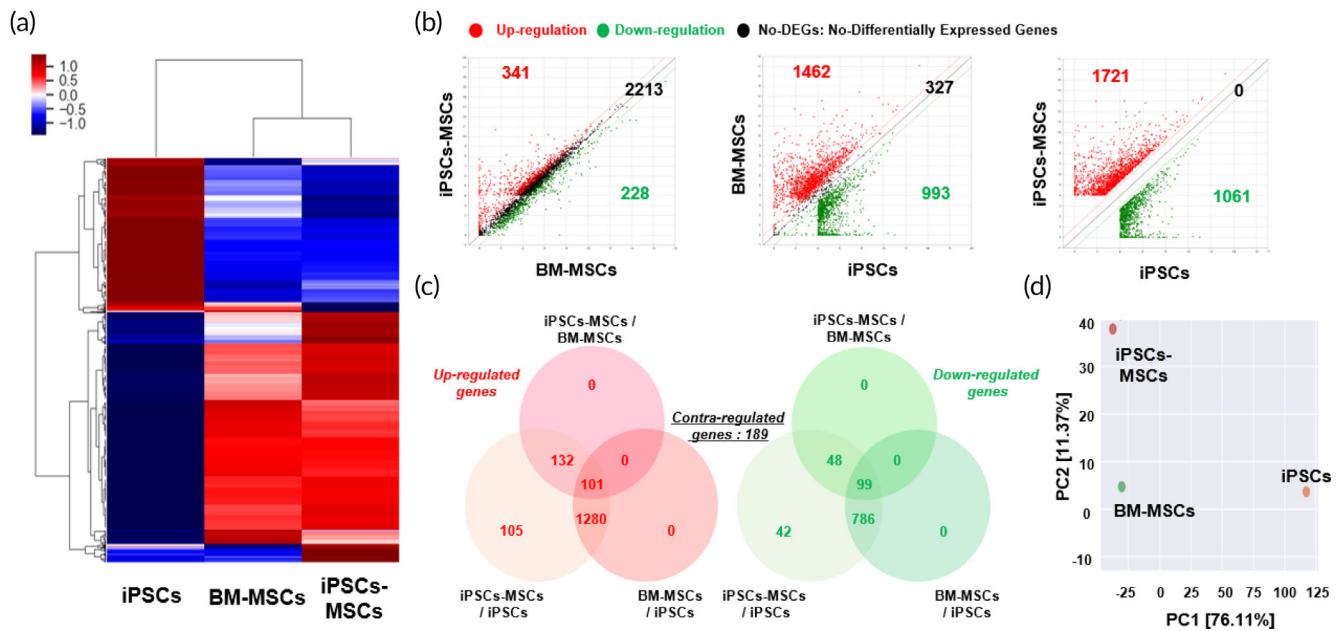 (a)
1.0
0.5
0.0
−0.5
−1.0
iPSCs
BM-MSCs
iPSCs-
MSCs
(b)
Up-regulation
Down-regulation
No-DEGs: No-Differentially Expressed Genes
341
2213
228
iPSCs-MSCs
BM-MSCs
1462
327
993
BM-MSCs
iPSCs
1721
0
1061
iPSCs-MSCs
iPSCs
(c)
iPSCs-MSCs /
BM-MSCs
Up-regulated
genes
0
132
0
101
1280
105
0
iPSCs-MSCs
/ iPSCs
BM-MSCs
/ iPSCs
Contra-regulated
genes : 189
iPSCs-MSCs /
BM-MSCs
Down-regulated
genes
0
48
0
99
786
42
0
iPSCs-MSCs
/ iPSCs
BM-MSCs
/ iPSCs
(d)
40
30
20
10
0
-10
PC2 [11.37%]
iPSCs-
MSCs
BM-MSCs
iPSCs
-25
0
25
50
75
100
125
PC1 [76.11%]